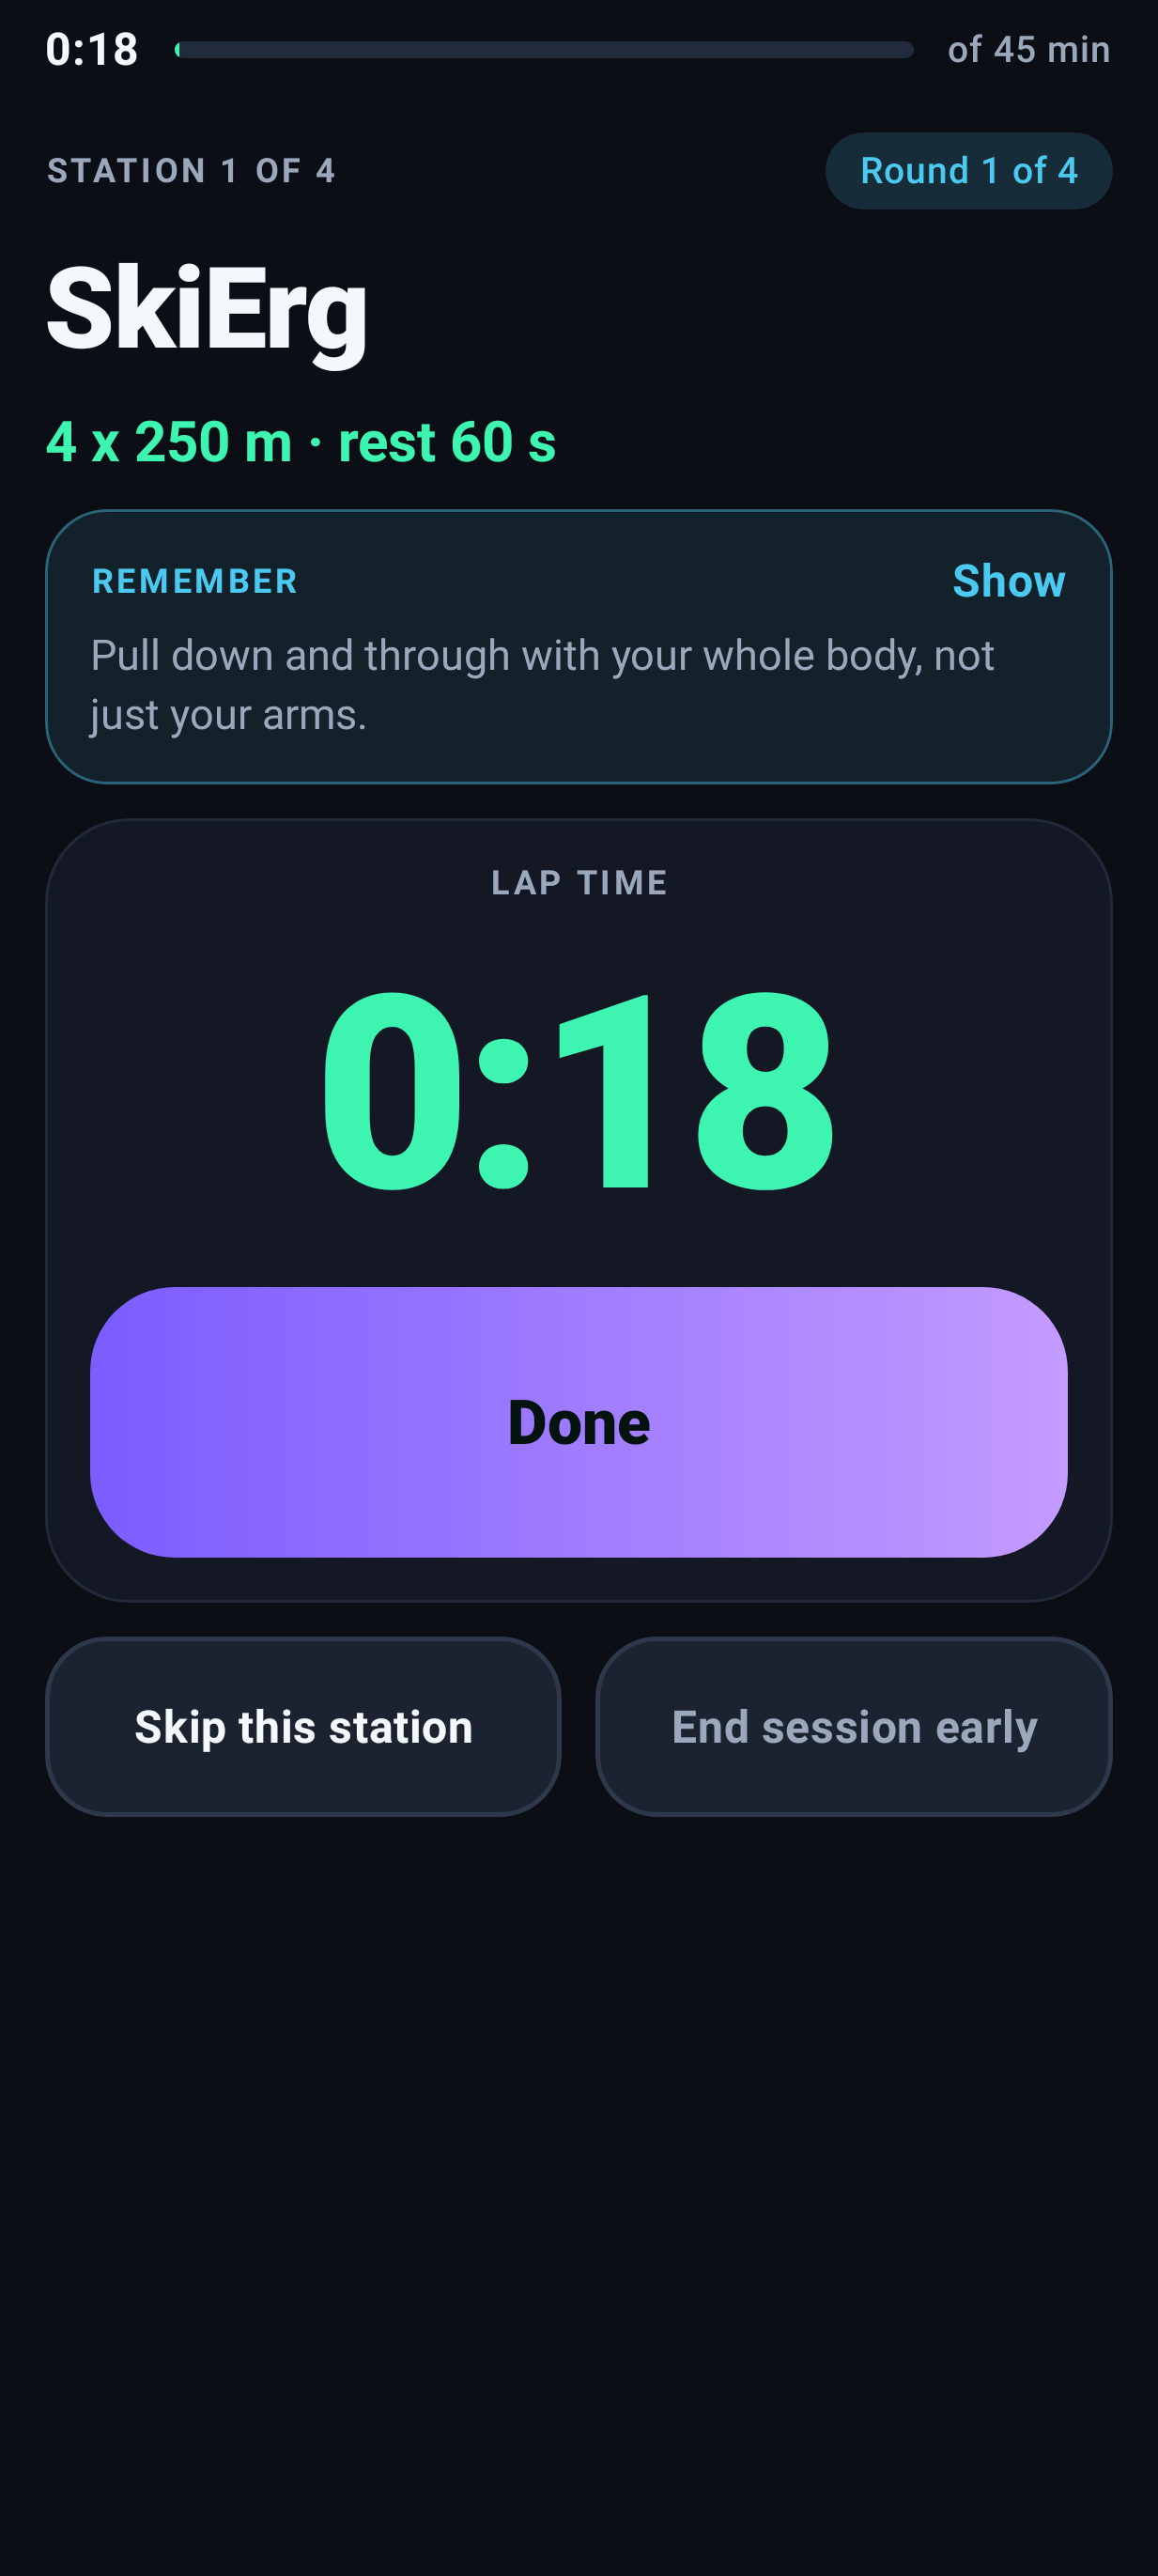 0:18 of 45 min
STATION 1 OF 4 Round 1 of 4
SkiErg
4 x 250 m · rest 60 s
REMEMBER Show
Pull down and through with your whole body, not
just your arms.
LAP TIME
0:18
Done
Skip this station End session early